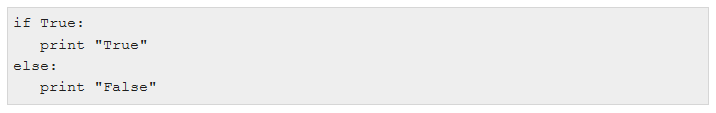 if True:
   print "True"
else:
   print "False"